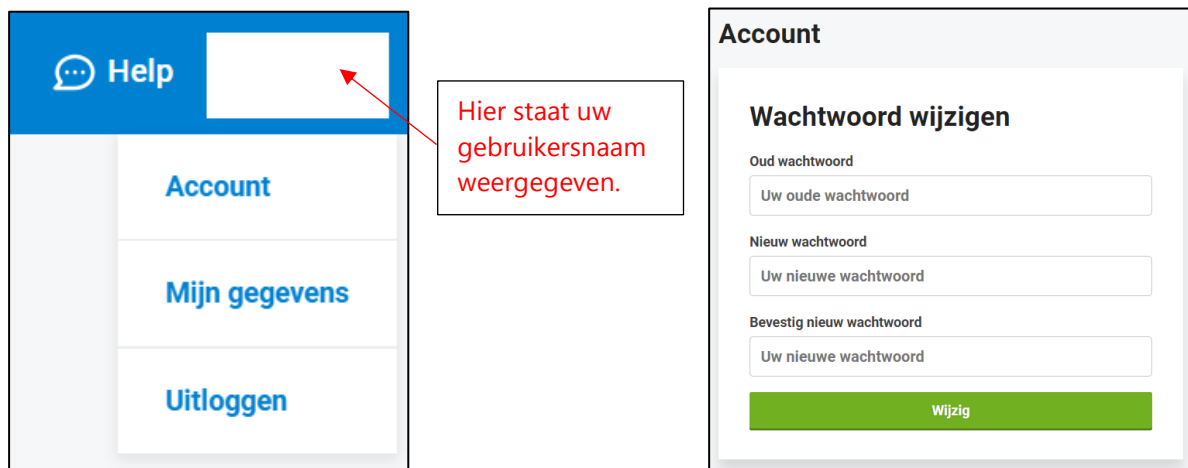 Help
Account
Mijn gegevens
Uitloggen
Hier staat uw
gebruikersnaam
weergegeven.
Account
Wachtwoord wijzigen
Oud wachtwoord
Uw oude wachtwoord
Nieuw wachtwoord
Uw nieuwe wachtwoord
Bevestig nieuw wachtwoord
Uw nieuwe wachtwoord
Wijzig